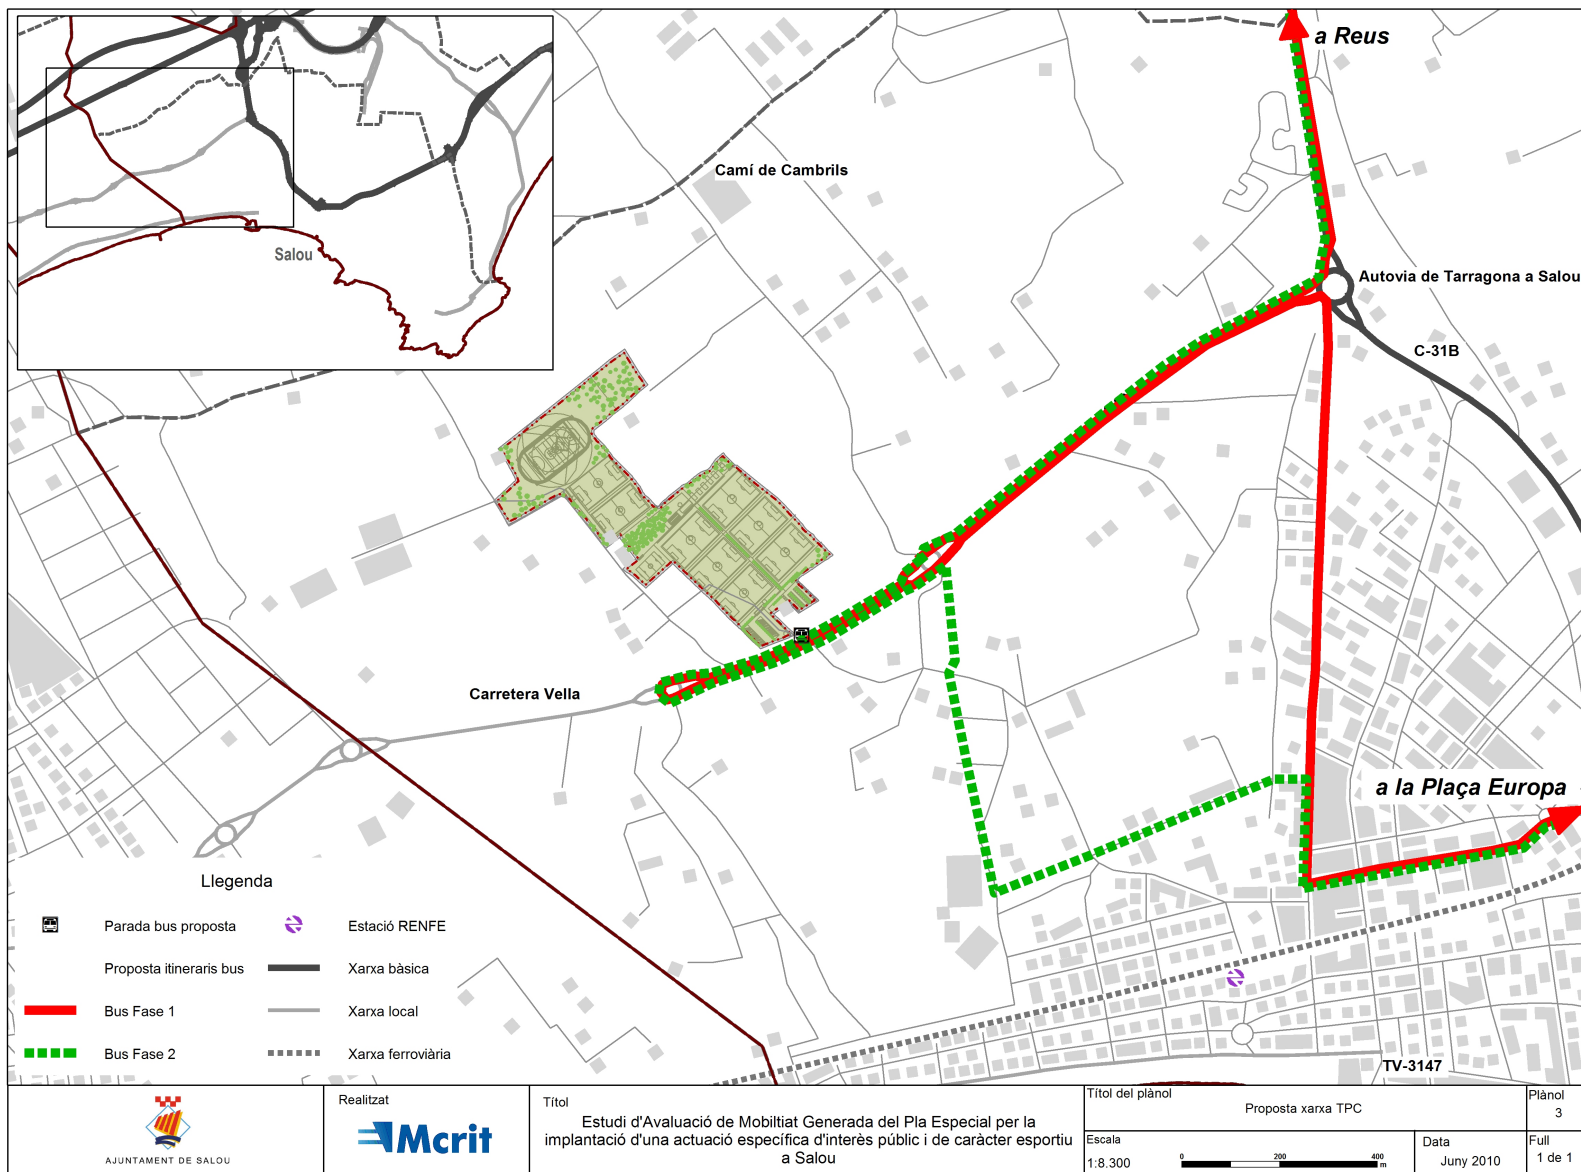 a Reus
Camí de Cambrils
Salou
Autovia de Tarragona a Salou
C-31B
Carretera Vella
a la Plaça Europa
TV-3147
Llegenda
Parada bus proposta
Estació RENFE
Proposta itineraris bus
Xarxa bàsica
Bus Fase 1
Xarxa local
Bus Fase 2
Xarxa ferroviària
AJUNTAMENT DE SALOU
Realitzat
Mcrit
Títol
Estudi d'Avaluació de Mobiltiat Generada del Pla Especial per la
implantació d'una actuació específica d'interès públic i de caràcter esportiu
a Salou
Títol del plànol
Proposta xarxa TPC
Plànol
3
Escala
1:8.300
0 200 400
m
Data
Juny 2010
Full
1 de 1